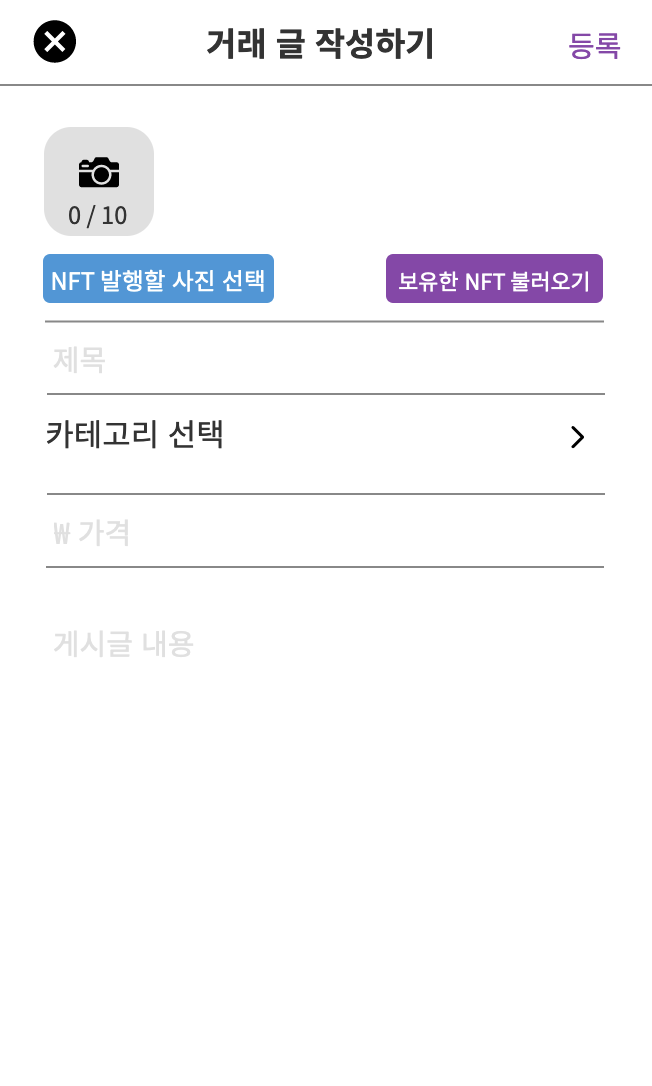 거래 글 작성하기
등록
0 / 10
NFT 발행할 사진 선택
보유한 NFT 불러오기
제목
카테고리 선택
₩ 가격
게시글 내용